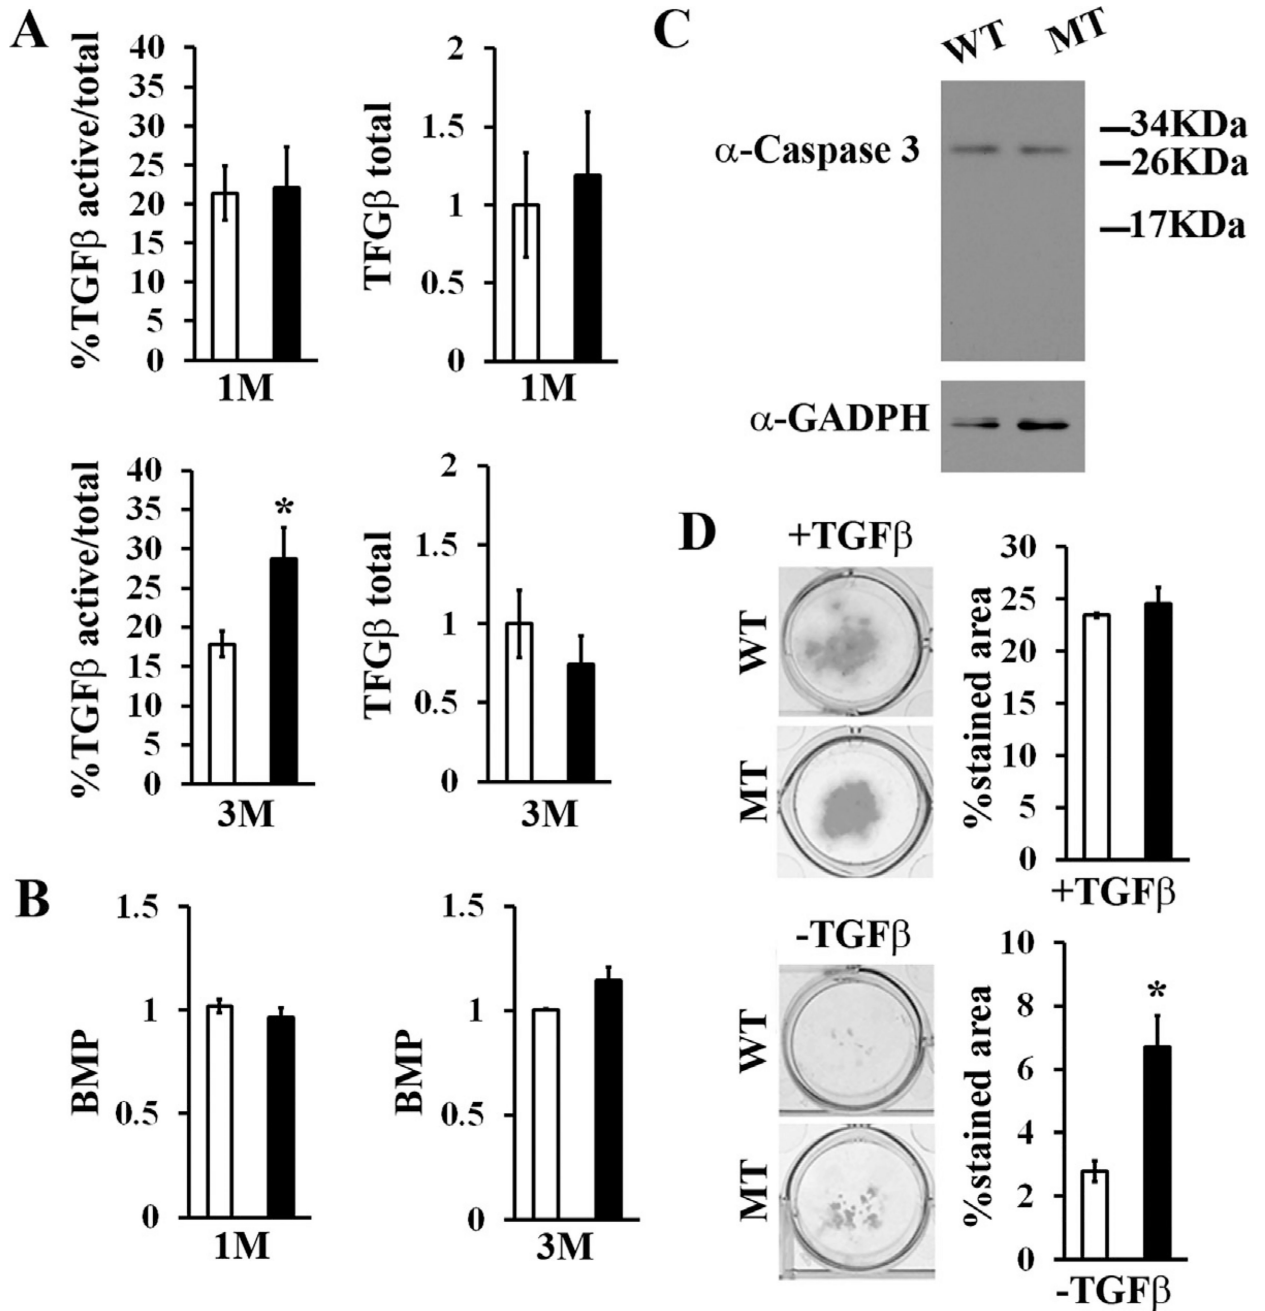 A
%TGFβ active/total
40
35
30
25
20
15
10
5
0
1M
TFGβ total
2
1.5
1
0.5
0
1M
%TGFβ active/total
40
35
30
25
20
15
10
5
0
*
3M
TFGβ total
2
1.5
1
0.5
0
3M
B
BMP
1.5
1
0.5
0
1M
BMP
1.5
1
0.5
0
3M
C
WT MT
α-Caspase 3
34KDa
26KDa
17KDa
α-GADPH
D
+TGFβ
WT
MT
%stained area
30
25
20
15
10
5
0
+TGFβ
-TGFβ
WT
MT
%stained area
10
8
6
4
2
0
*
-TGFβ